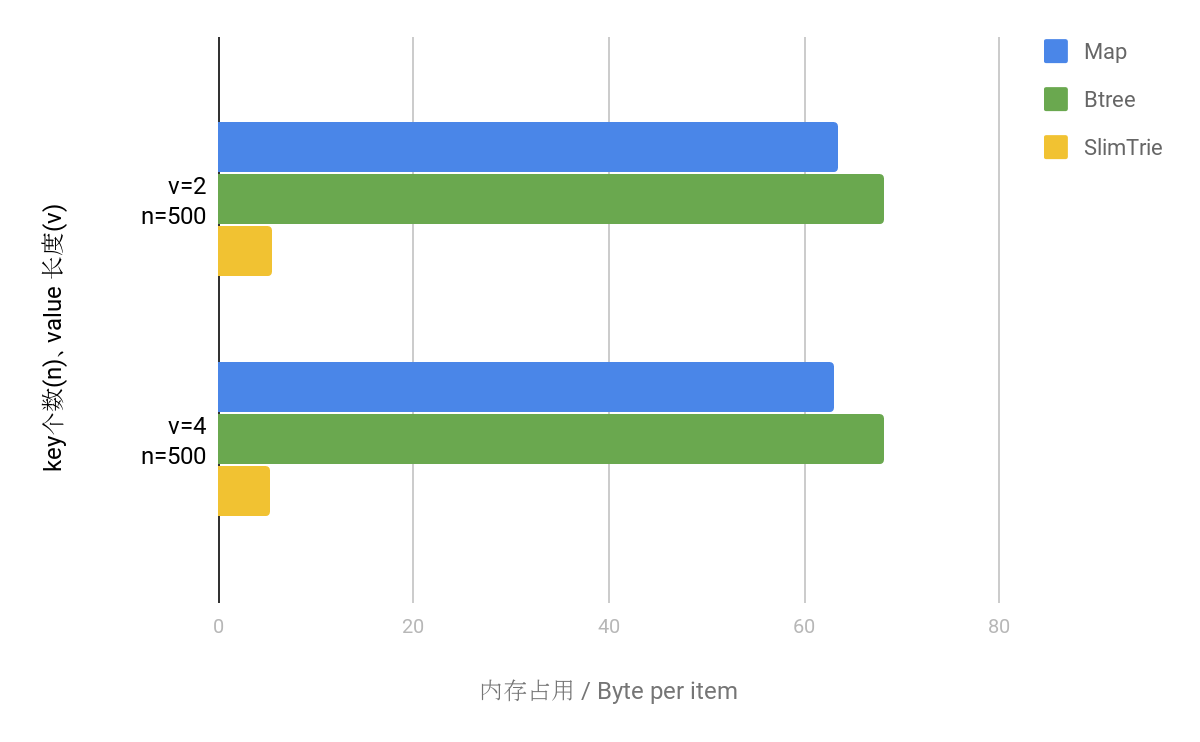 Map
Btree
SlimTrie
v=2
n=500
v=4
n=500
key个数(n)、value 长度(v)
0 20 40 60 80
内存占用 / Byte per item